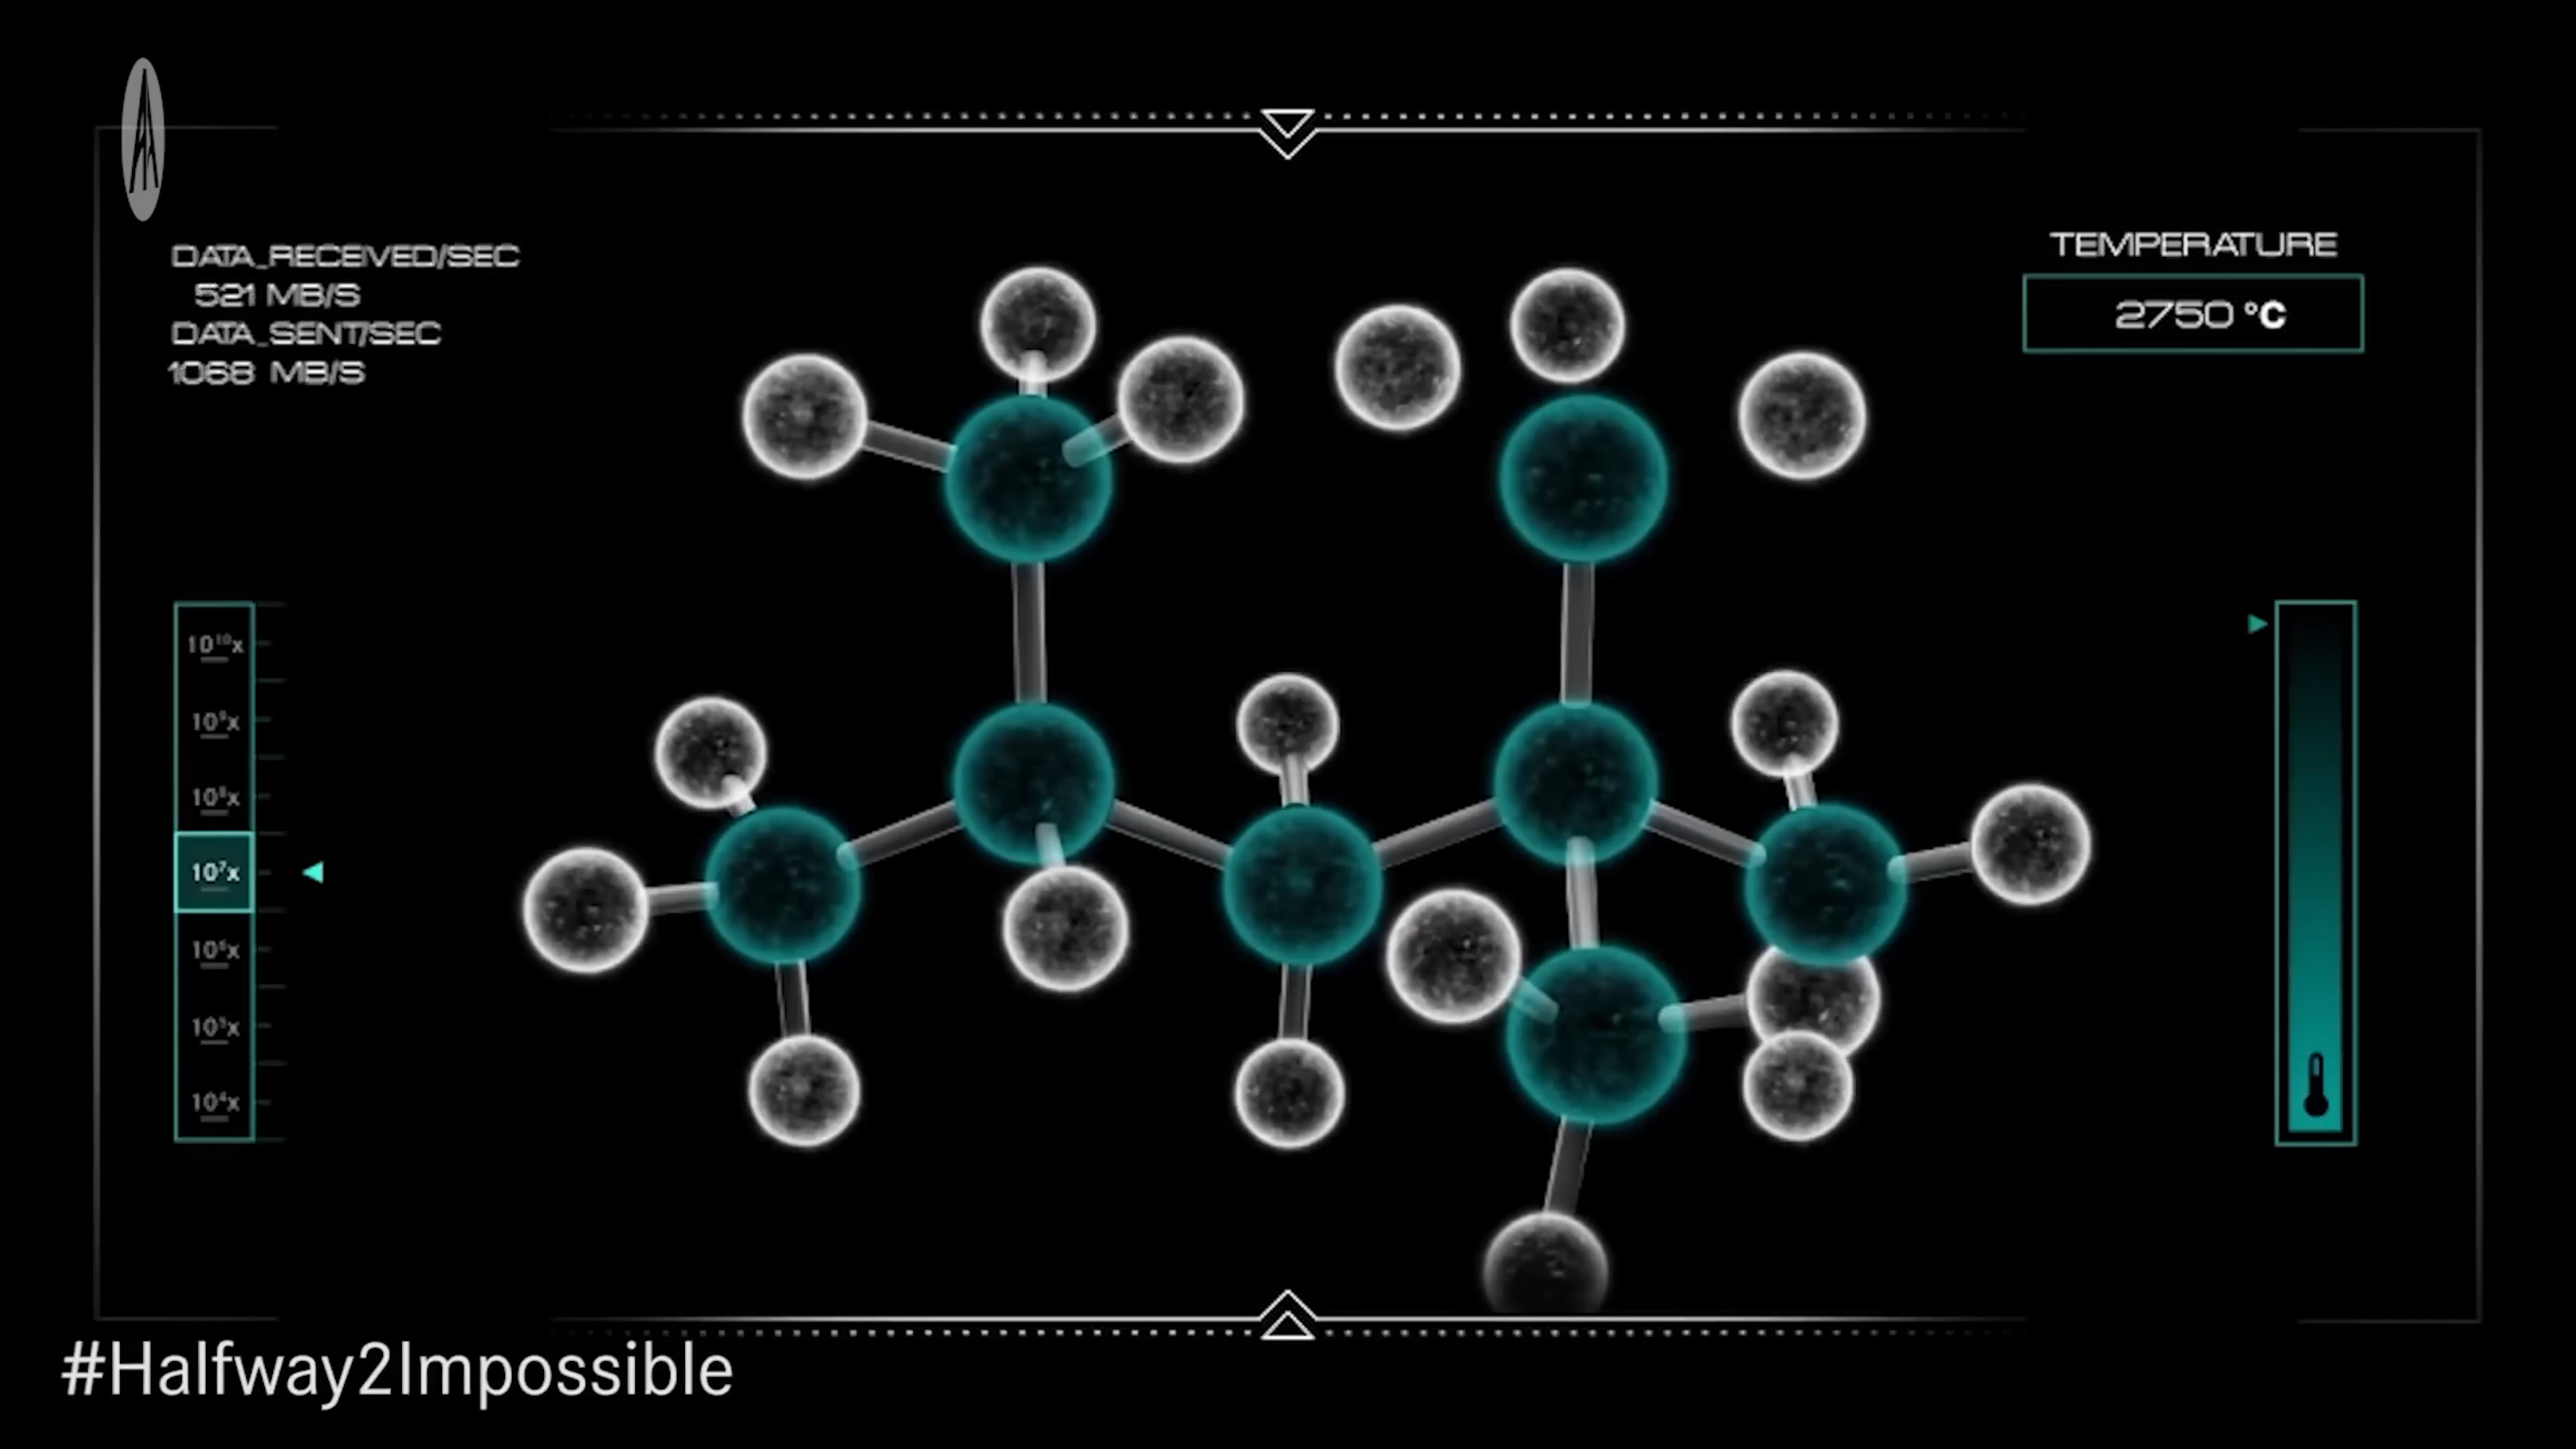 DATA_RECEIVED/SEC
521 MB/S
DATA_SENT/SEC
1068 MB/S
TEMPERATURE
2750 °C
10¹⁰x
10⁹x
10⁸x
10⁷x
10⁶x
10⁵x
10⁴x
#Halfway2Impossible